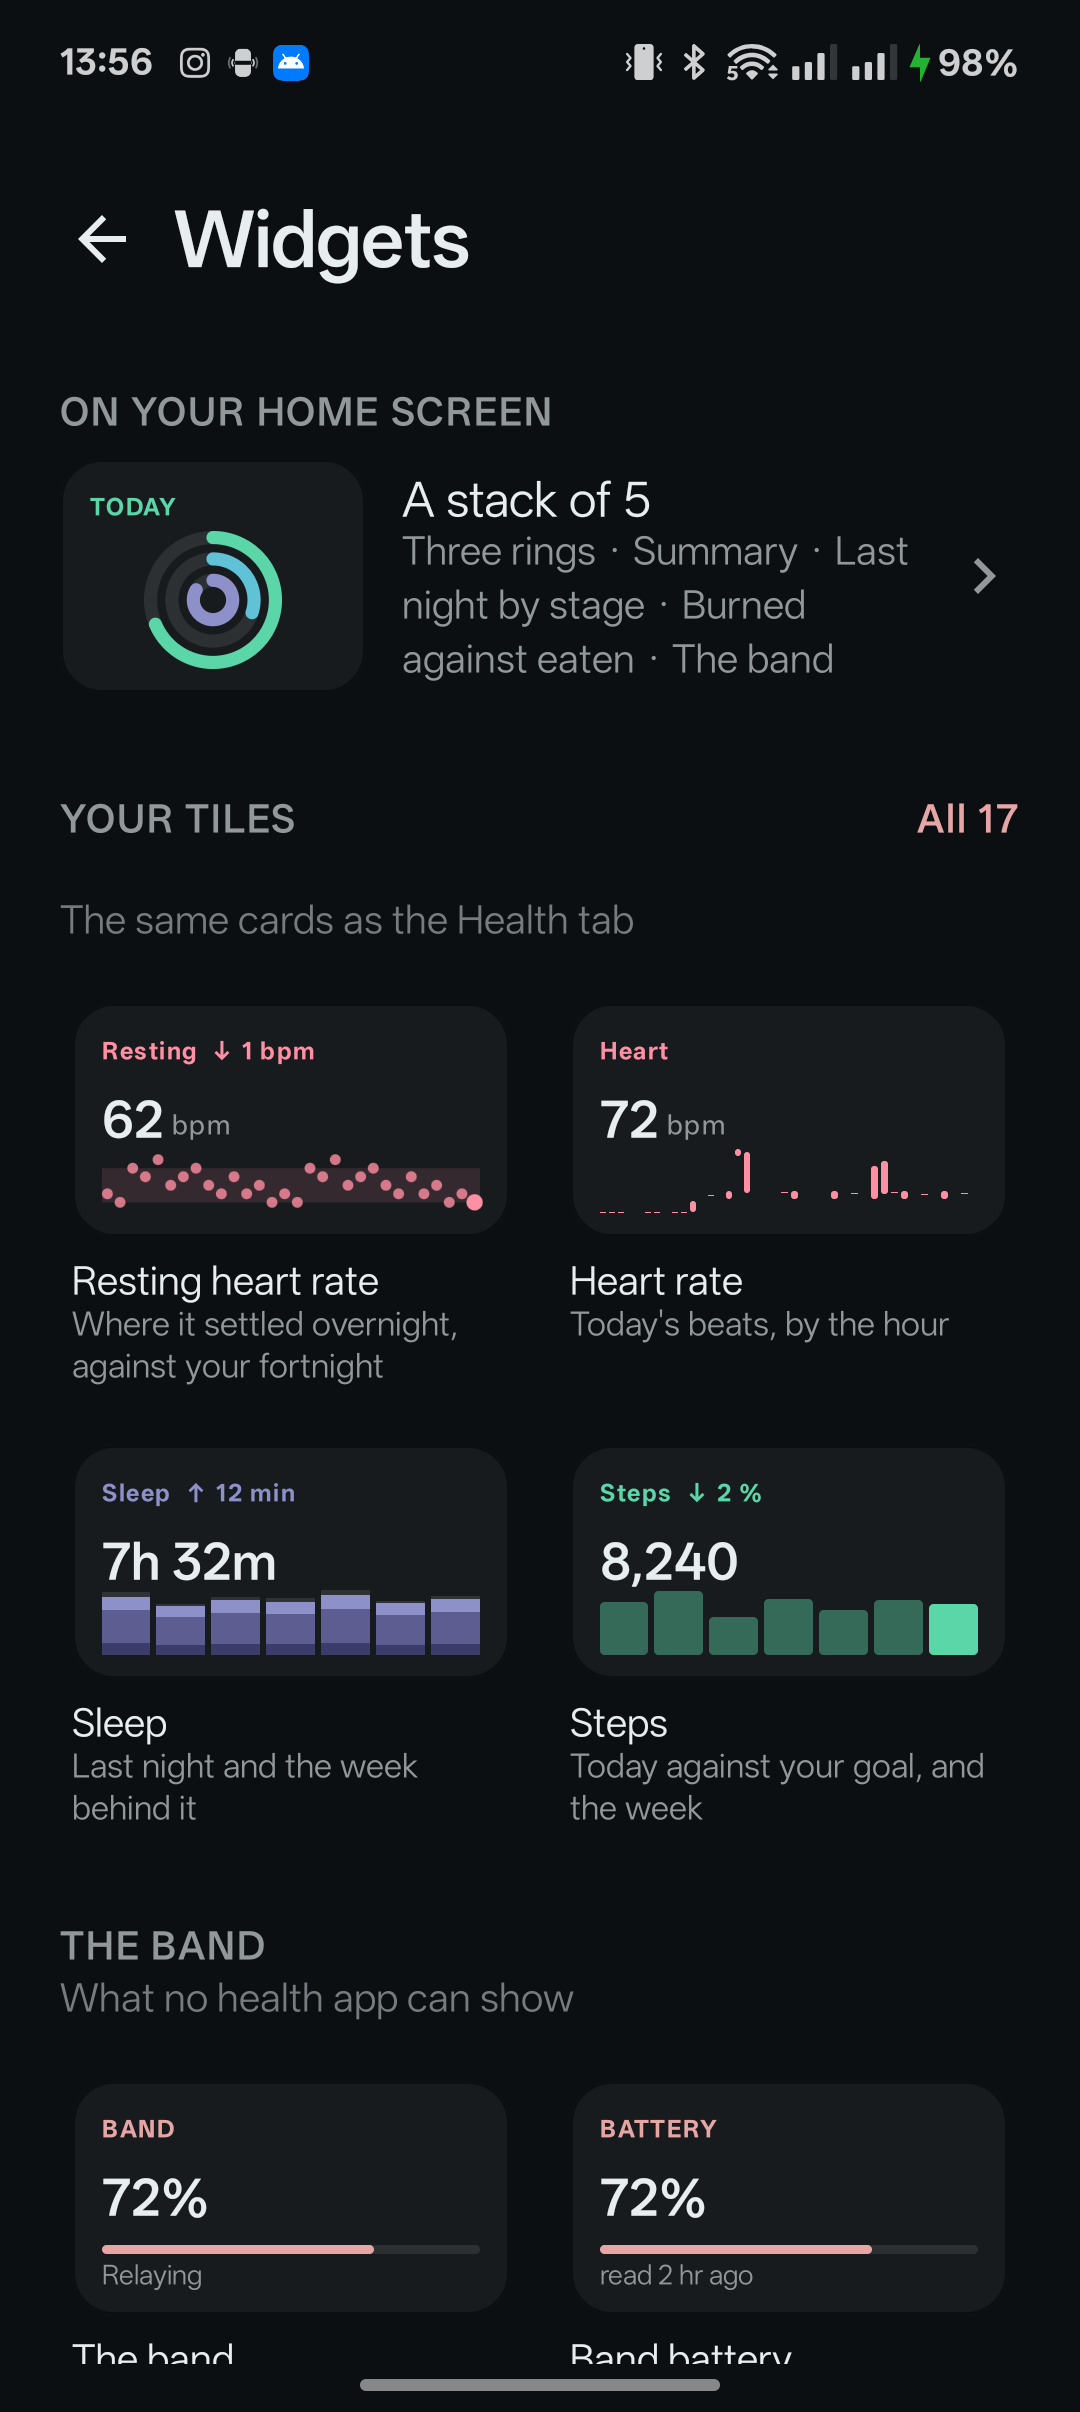 13:56
98%
Widgets
ON YOUR HOME SCREEN
TODAY
A stack of 5
Three rings · Summary · Last
night by stage · Burned
against eaten · The band
YOUR TILES
All 17
The same cards as the Health tab
Resting ↓ 1 bpm
62 bpm
Resting heart rate
Where it settled overnight,
against your fortnight
Heart
72 bpm
Heart rate
Today's beats, by the hour
Sleep ↑ 12 min
7h 32m
Sleep
Last night and the week
behind it
Steps ↓ 2 %
8,240
Steps
Today against your goal, and
the week
THE BAND
What no health app can show
BAND
72%
Relaying
The band
BATTERY
72%
read 2 hr ago
Band battery